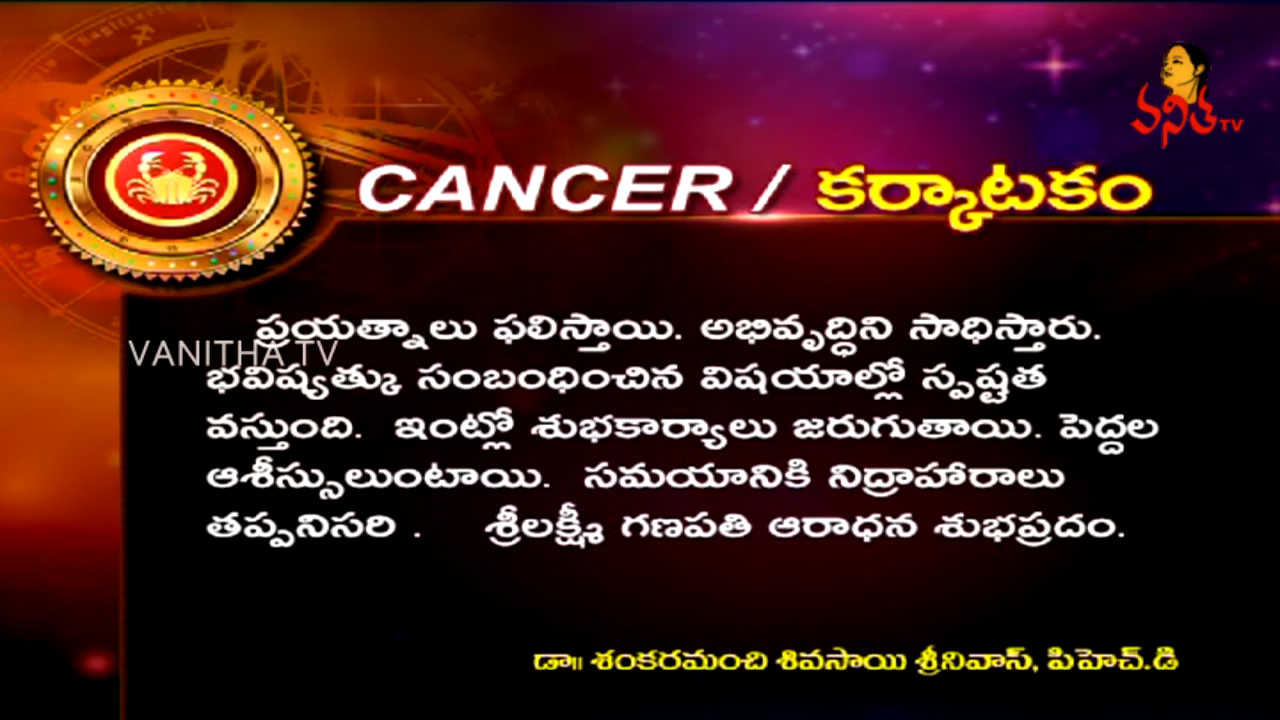 వనిత TV
CANCER / కర్కాటకం
ప్రయత్నాలు ఫలిస్తాయి. అభివృద్ధిని సాధిస్తారు.
VANITHA TV
భవిష్యత్కు సంబంధించిన విషయాల్లో స్పష్టత
వస్తుంది. ఇంట్లో శుభకార్యాలు జరుగుతాయి. పెద్దల
ఆశీస్సులుంటాయి. సమయానికి నిద్రాహారాలు
తప్పనిసరి . శ్రీలక్ష్మీ గణపతి ఆరాధన శుభప్రదం.
డా॥ శంకరమంచి శివసాయి శ్రీనివాస్, పిహెచ్.డి